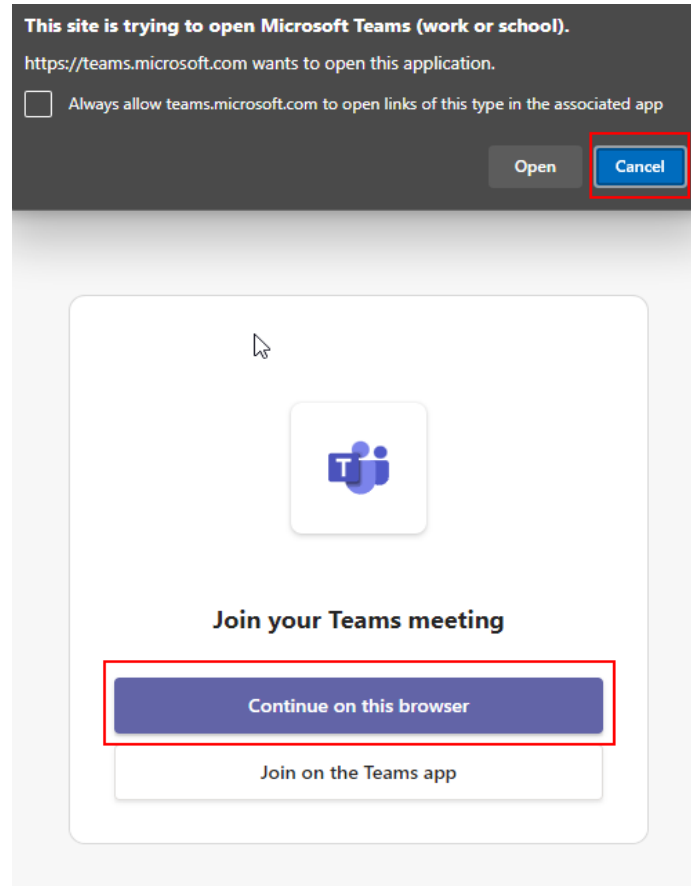 This site is trying to open Microsoft Teams (work or school).
https://teams.microsoft.com wants to open this application.
Always allow teams.microsoft.com to open links of this type in the associated app
Open Cancel
T
Join your Teams meeting
Continue on this browser
Join on the Teams app